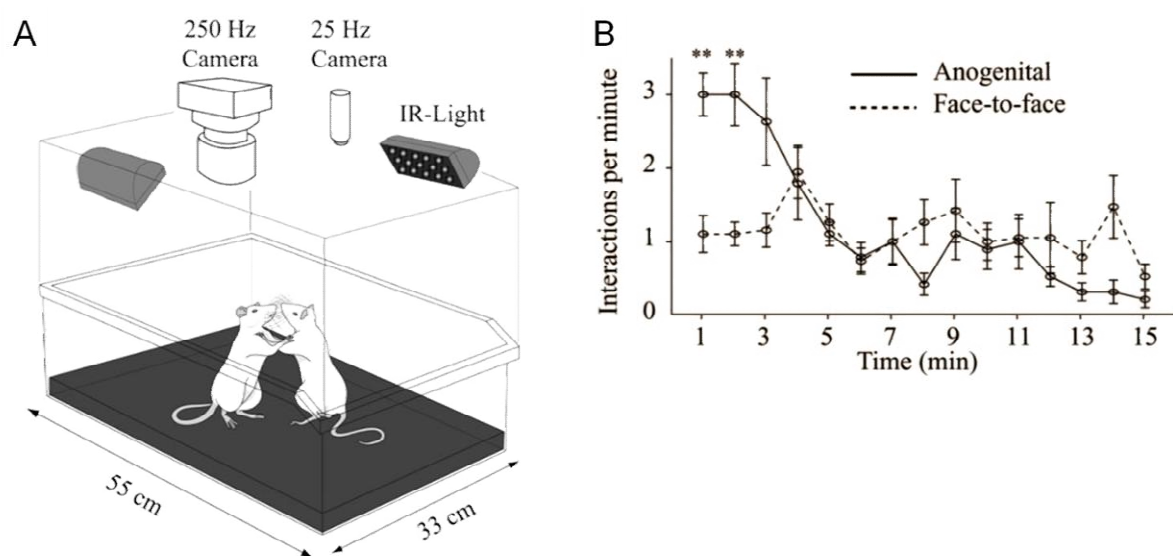 A
250 Hz
Camera
25 Hz
Camera
IR-Light
55 cm
33 cm
B
** **
Anogenital
Face-to-face
Interactions per minute
3
2
1
0
1 3 5 7 9 11 13 15
Time (min)